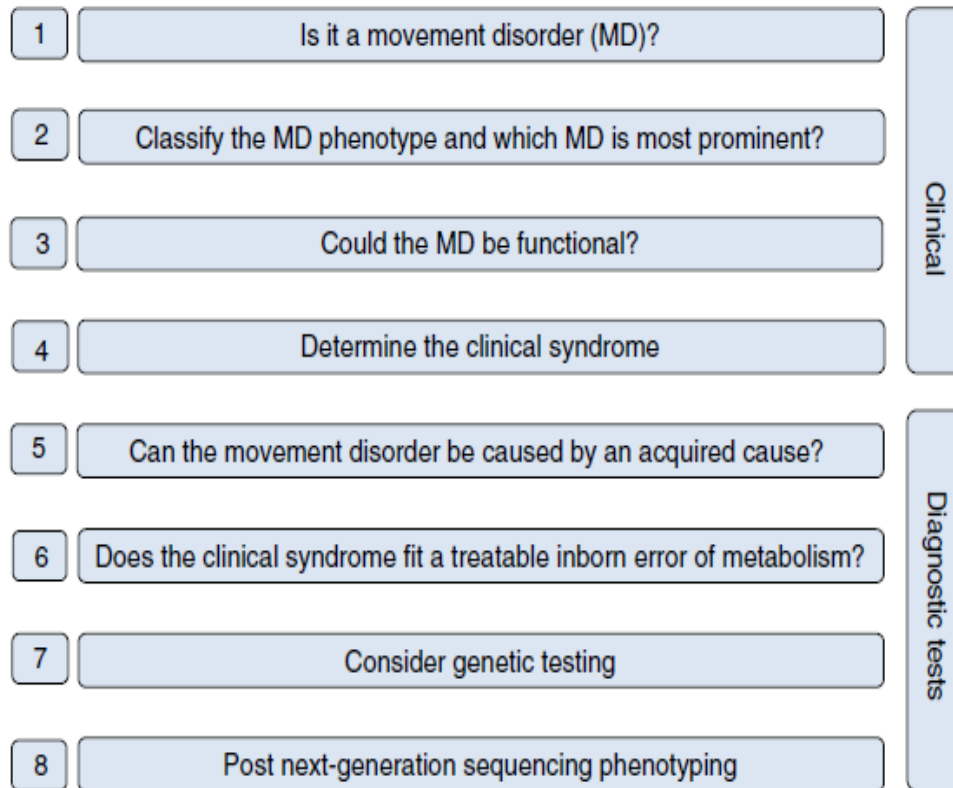 1 Is it a movement disorder (MD)?
2 Classify the MD phenotype and which MD is most prominent?
3 Could the MD be functional?
4 Determine the clinical syndrome
Clinical
5 Can the movement disorder be caused by an acquired cause?
6 Does the clinical syndrome fit a treatable inborn error of metabolism?
7 Consider genetic testing
8 Post next-generation sequencing phenotyping
Diagnostic tests